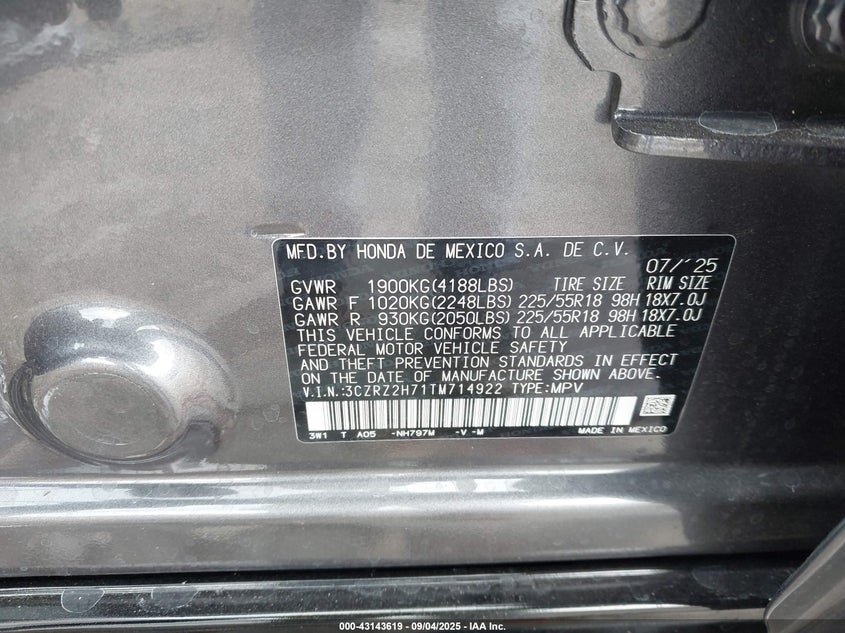 MFD.BY HONDA DE MEXICO S.A. DE C.V.
07/'25
GVWR 1900KG(4188LBS) TIRE SIZE RIM SIZE
GAWR F 1020KG(2248LBS) 225/55R18 98H 18X7.0J
GAWR R 930KG(2050LBS) 225/55R18 98H 18X7.0J
THIS VEHICLE CONFORMS TO ALL APPLICABLE
FEDERAL MOTOR VEHICLE SAFETY
AND THEFT PREVENTION STANDARDS IN EFFECT
ON THE DATE OF MANUFACTURE SHOWN ABOVE.
V.I.N.:3CZRZ2H71TM714922 TYPE:MPV
3W1 T A05 -NH797M -V -M MADE IN MEXICO
000-43143619 - 09/04/2025 - IAA Inc.